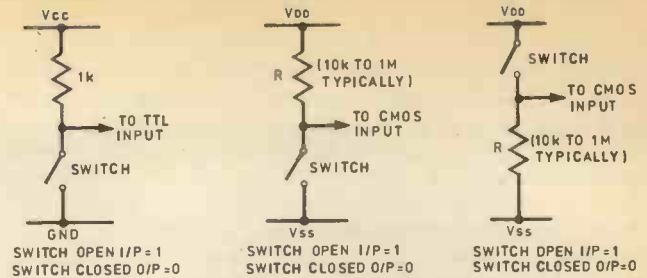 VCC
1k
TO TTL
INPUT
SWITCH
GND
SWITCH OPEN I/P=1
SWITCH CLOSED O/P=0
VDD
R
(10k TO 1M
TYPICALLY)
TO CMOS
INPUT
SWITCH
VSS
SWITCH OPEN I/P=1
SWITCH CLOSED O/P=0
VDD
SWITCH
TO CMOS
INPUT
R
(10k TO 1M
TYPICALLY)
VSS
SWITCH OPEN I/P=1
SWITCH CLOSED O/P=0